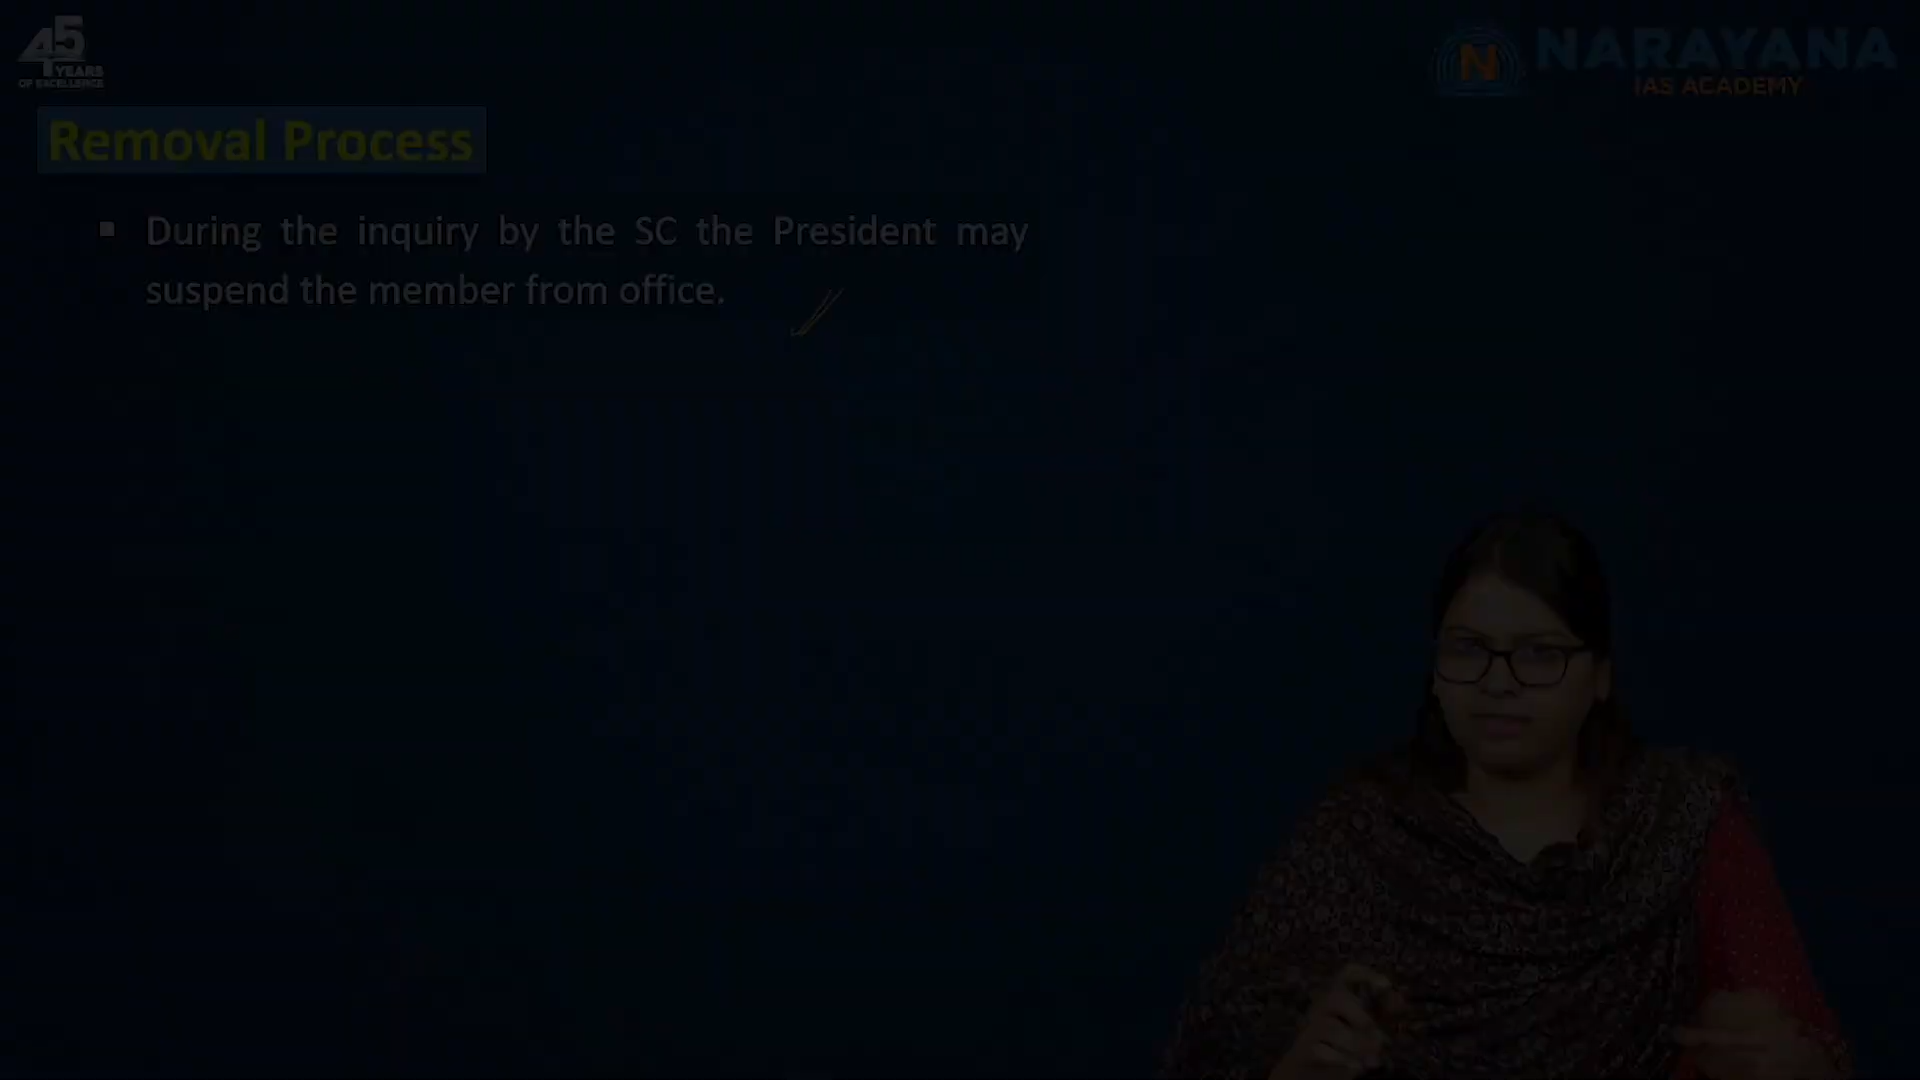 45
YEARS
OF EXCELLENCE
N NARAYANA
IAS ACADEMY
Removal Process
▪ During the inquiry by the SC the President may
suspend the member from office.